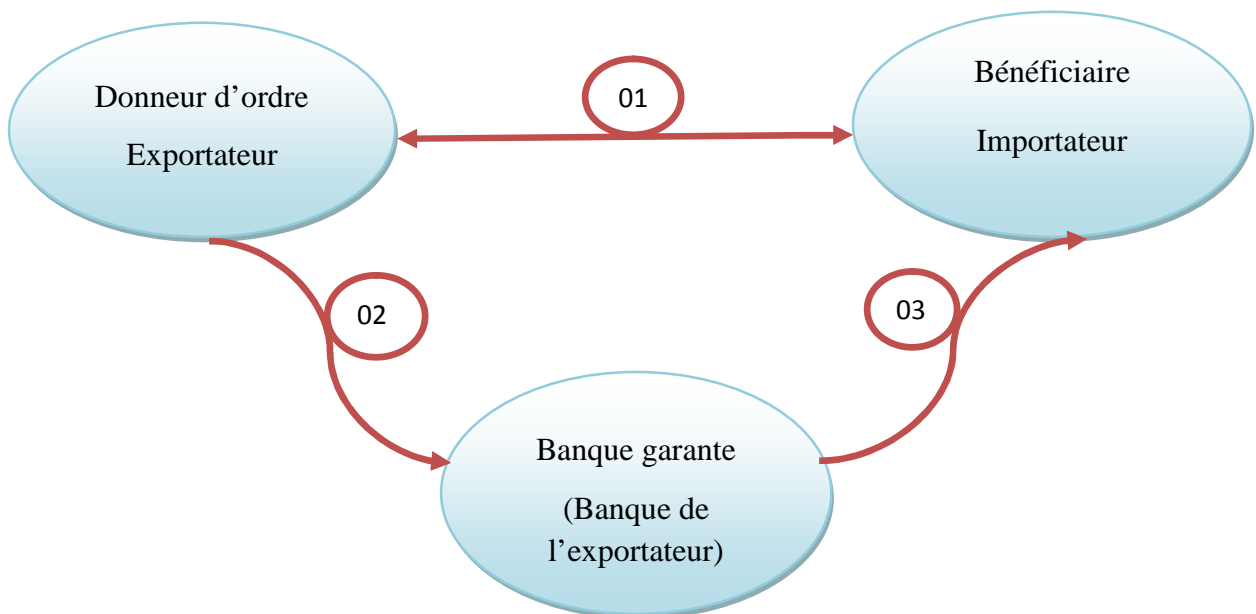 Donneur d’ordre
Exportateur
01
Bénéficiaire
Importateur
02
03
Banque garante
(Banque de
l’exportateur)